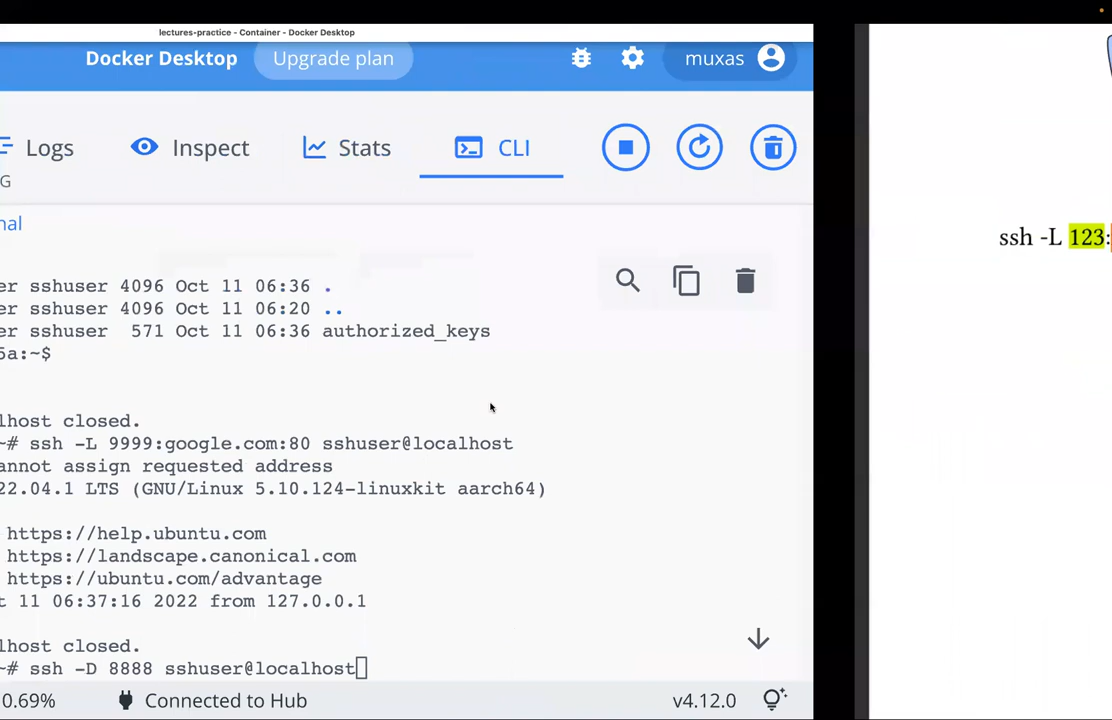 lectures-practice - Container - Docker Desktop
Docker Desktop Upgrade plan muxas
Logs Inspect Stats CLI
G
nal
er sshuser 4096 Oct 11 06:36 .
er sshuser 4096 Oct 11 06:20 ..
er sshuser 571 Oct 11 06:36 authorized_keys
5a:~$
lhost closed.
~# ssh -L 9999:google.com:80 sshuser@localhost
annot assign requested address
22.04.1 LTS (GNU/Linux 5.10.124-linuxkit aarch64)
https://help.ubuntu.com
https://landscape.canonical.com
https://ubuntu.com/advantage
t 11 06:37:16 2022 from 127.0.0.1
lhost closed.
~# ssh -D 8888 sshuser@localhost
0.69% Connected to Hub v4.12.0
ssh -L 123: